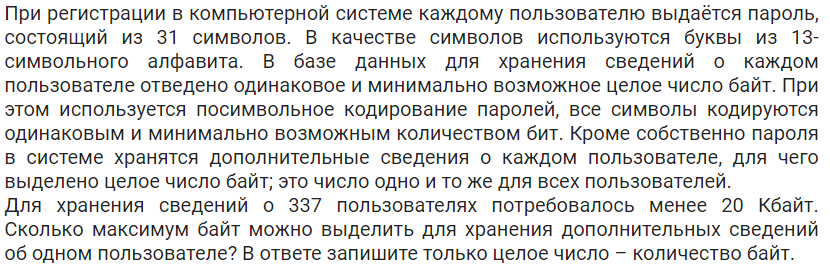 При регистрации в компьютерной системе каждому пользователю выдаётся пароль,
состоящий из 31 символов. В качестве символов используются буквы из 13-
символьного алфавита. В базе данных для хранения сведений о каждом
пользователе отведено одинаковое и минимально возможное целое число байт. При
этом используется посимвольное кодирование паролей, все символы кодируются
одинаковым и минимально возможным количеством бит. Кроме собственно пароля
в системе хранятся дополнительные сведения о каждом пользователе, для чего
выделено целое число байт; это число одно и то же для всех пользователей.
Для хранения сведений о 337 пользователях потребовалось менее 20 Кбайт.
Сколько максимум байт можно выделить для хранения дополнительных сведений
об одном пользователе? В ответе запишите только целое число – количество байт.